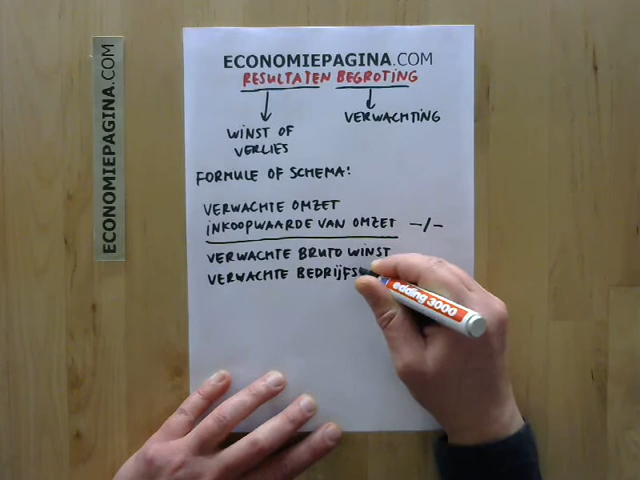 ECONOMIEPAGINA.COM
ECONOMIEPAGINA.COM
RESULTATEN BEGROTING
WINST OF
VERLIES
VERWACHTING
FORMULE OF SCHEMA:
VERWACHTE OMZET
INKOOPWAARDE VAN OMZET -/-
VERWACHTE BRUTO WINST
VERWACHTE BEDRIJFS
edding 3000